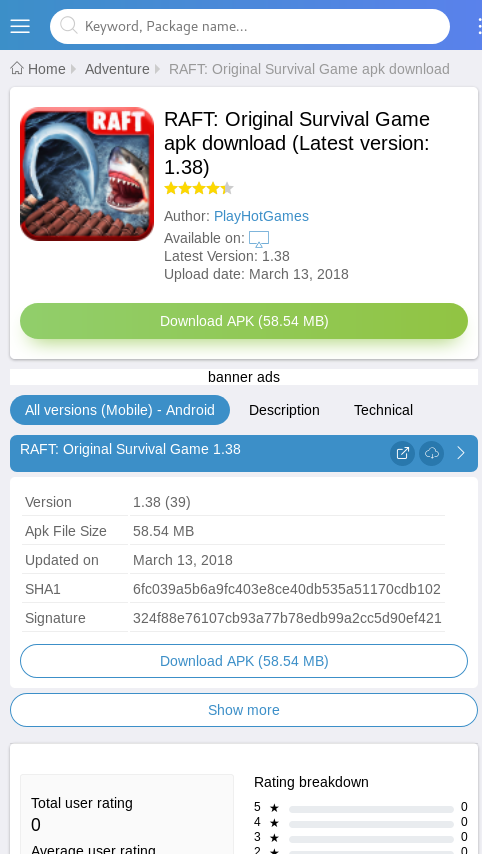 Keyword, Package name...
Home Adventure RAFT: Original Survival Game apk download
RAFT
RAFT: Original Survival Game
apk download (Latest version:
1.38)
Author: PlayHotGames
Available on:
Latest Version: 1.38
Upload date: March 13, 2018
Download APK (58.54 MB)
banner ads
All versions (Mobile) - Android Description Technical
RAFT: Original Survival Game 1.38
Version 1.38 (39)
Apk File Size 58.54 MB
Updated on March 13, 2018
SHA1 6fc039a5b6a9fc403e8ce40db535a51170cdb102
Signature 324f88e76107cb93a77b78edb99a2cc5d90ef421
Download APK (58.54 MB)
Show more
Total user rating
0
Average user rating
Rating breakdown
5 ★ 0
4 ★ 0
3 ★ 0
2 ★ 0